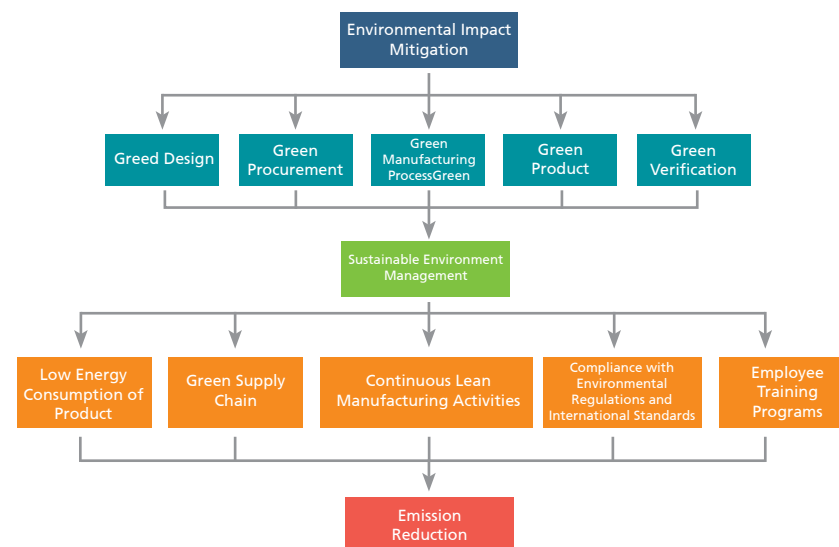 Environmental Impact
Mitigation
Greed Design
Green
Procurement
Green
Manufacturing
ProcessGreen
Green
Product
Green
Verification
Sustainable Environment
Management
Low Energy
Consumption of
Product
Green Supply
Chain
Continuous Lean
Manufacturing Activities
Compliance with
Environmental
Regulations and
International Standards
Employee
Training
Programs
Emission
Reduction